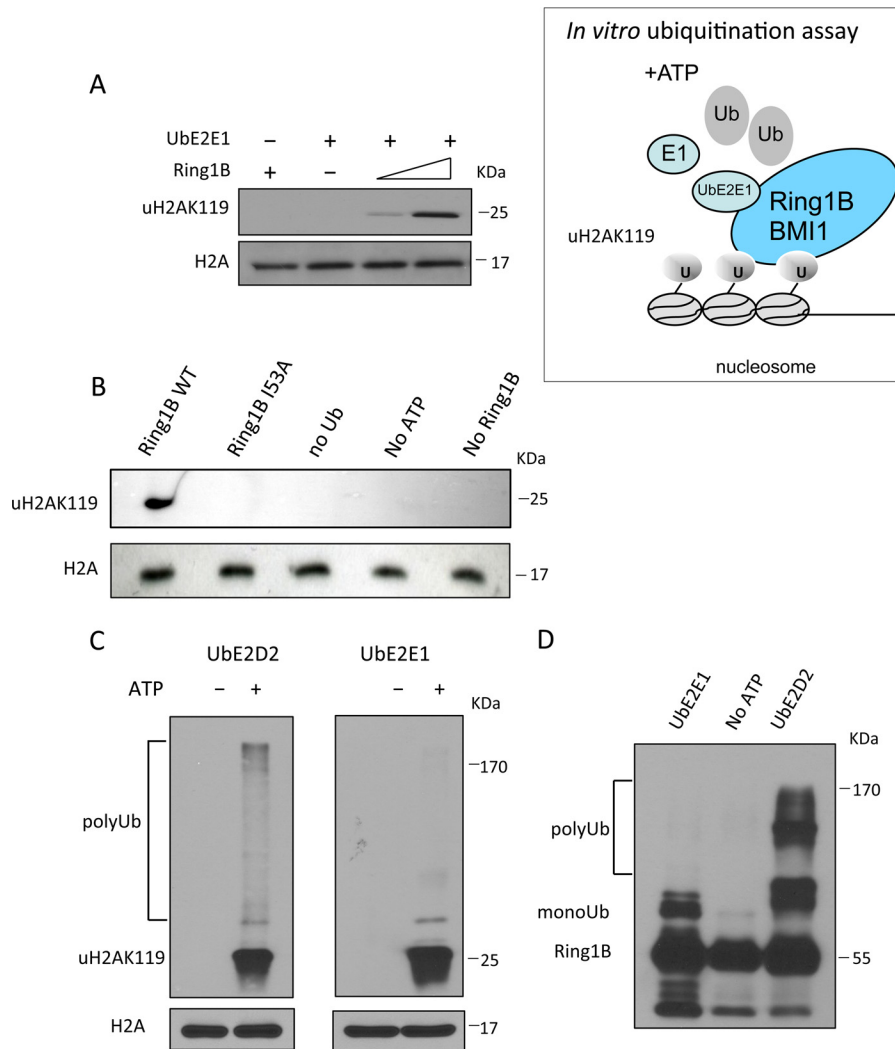 A
UbE2E1 – + + +
Ring1B + –
KDa
uH2AK119
–25
H2A
–17
In vitro ubiquitination assay
+ATP
Ub
Ub
E1
UbE2E1
Ring1B
BMI1
uH2AK119
U U U
nucleosome
B
Ring1B WT
Ring1B I53A
no Ub
No ATP
No Ring1B
KDa
uH2AK119
–25
H2A
–17
C
UbE2D2 UbE2E1
ATP – + – +
KDa
–170
polyUb
uH2AK119
–25
H2A
–17
D
UbE2E1
No ATP
UbE2D2
KDa
–170
polyUb
monoUb
Ring1B
–55